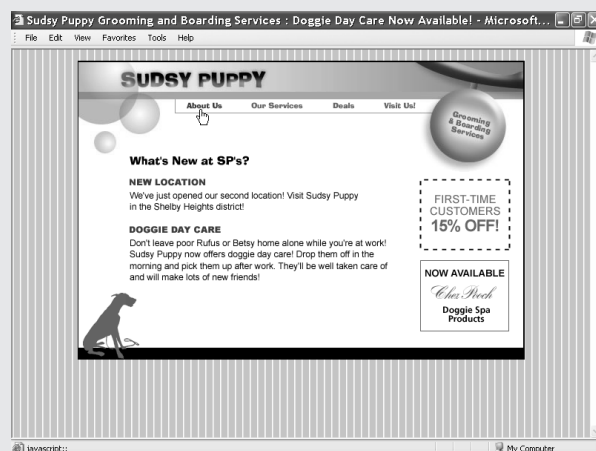 Sudsy Puppy Grooming and Boarding Services : Doggie Day Care Now Available! - Microsoft...
File Edit View Favorites Tools Help
SUDSY PUPPY
About Us Our Services Deals Visit Us!
Grooming
& Boarding
Services
What's New at SP's?
NEW LOCATION
We've just opened our second location! Visit Sudsy Puppy
in the Shelby Heights district!
DOGGIE DAY CARE
Don't leave poor Rufus or Betsy home alone while you're at work!
Sudsy Puppy now offers doggie day care! Drop them off in the
morning and pick them up after work. They'll be well taken care of
and will make lots of new friends!
FIRST-TIME
CUSTOMERS
15% OFF!
NOW AVAILABLE
Chez Pooch
Doggie Spa
Products
javascript:;
My Computer